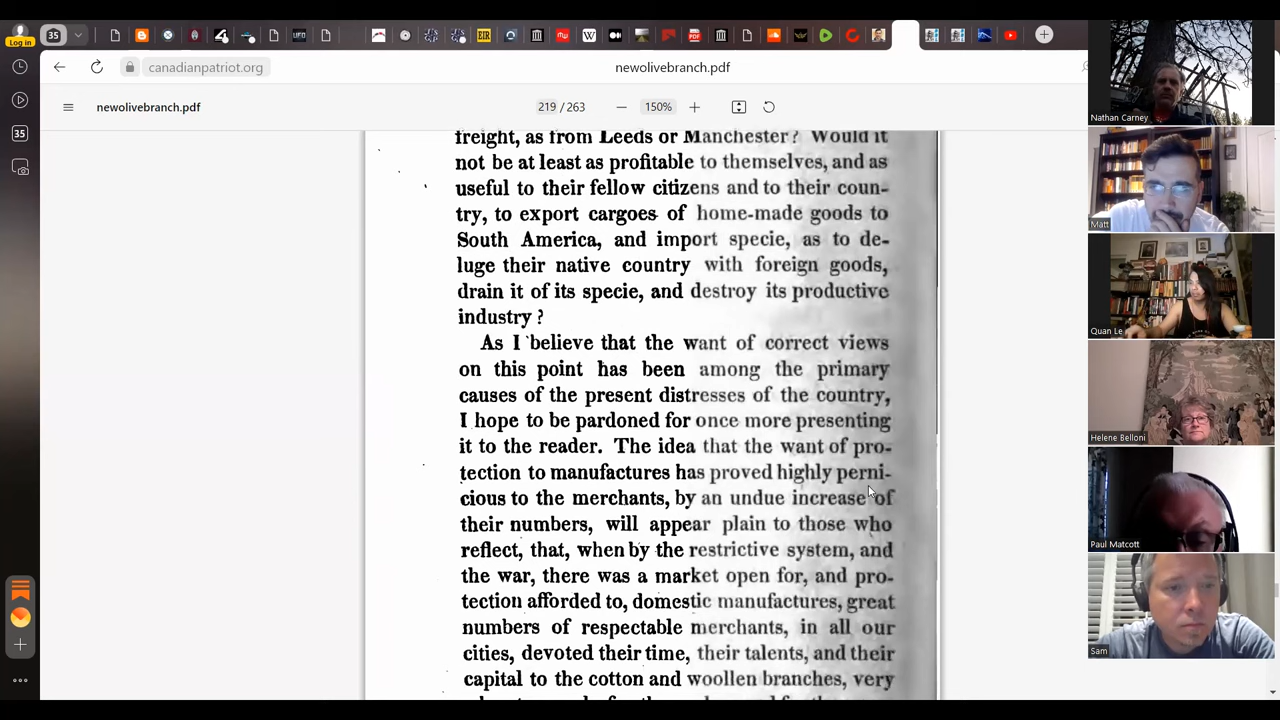 Log in
35
canadianpatriot.org
newolivebranch.pdf
35
newolivebranch.pdf
219 / 263
150%
freight, as from Leeds or Manchester? Would it
not be at least as profitable to themselves, and as
useful to their fellow citizens and to their coun-
try, to export cargoes of home-made goods to
South America, and import specie, as to de-
luge their native country with foreign goods,
drain it of its specie, and destroy its productive
industry?
As I believe that the want of correct views
on this point has been among the primary
causes of the present distresses of the country,
I hope to be pardoned for once more presenting
it to the reader. The idea that the want of pro-
tection to manufactures has proved highly perni-
cious to the merchants, by an undue increase of
their numbers, will appear plain to those who
reflect, that, when by the restrictive system, and
the war, there was a market open for, and pro-
tection afforded to, domestic manufactures, great
numbers of respectable merchants, in all our
cities, devoted their time, their talents, and their
capital to the cotton and woollen branches, very
Nathan Carney
Matt
Quan Le
Helene Belloni
Paul Matcott
Sam
EIR
UFO
W
PDF